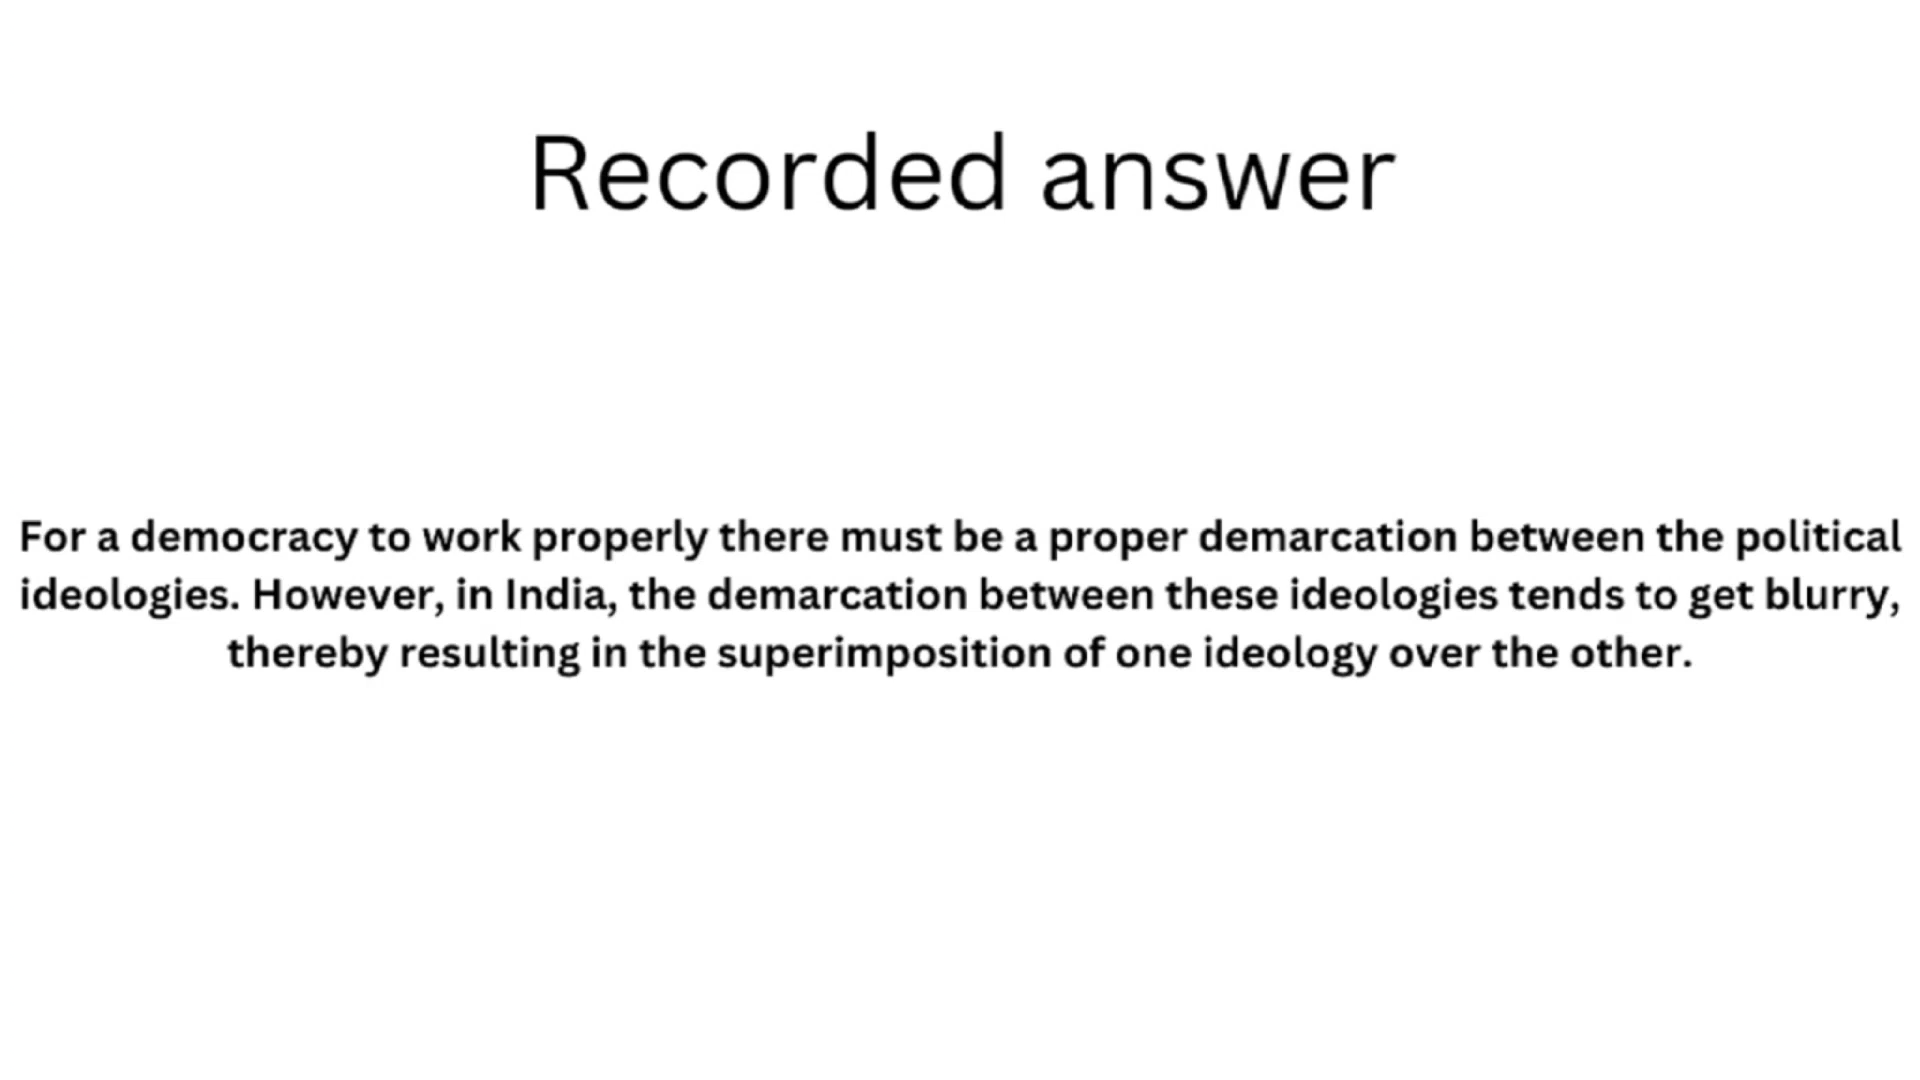 Recorded answer
For a democracy to work properly there must be a proper demarcation between the political
ideologies. However, in India, the demarcation between these ideologies tends to get blurry,
thereby resulting in the superimposition of one ideology over the other.